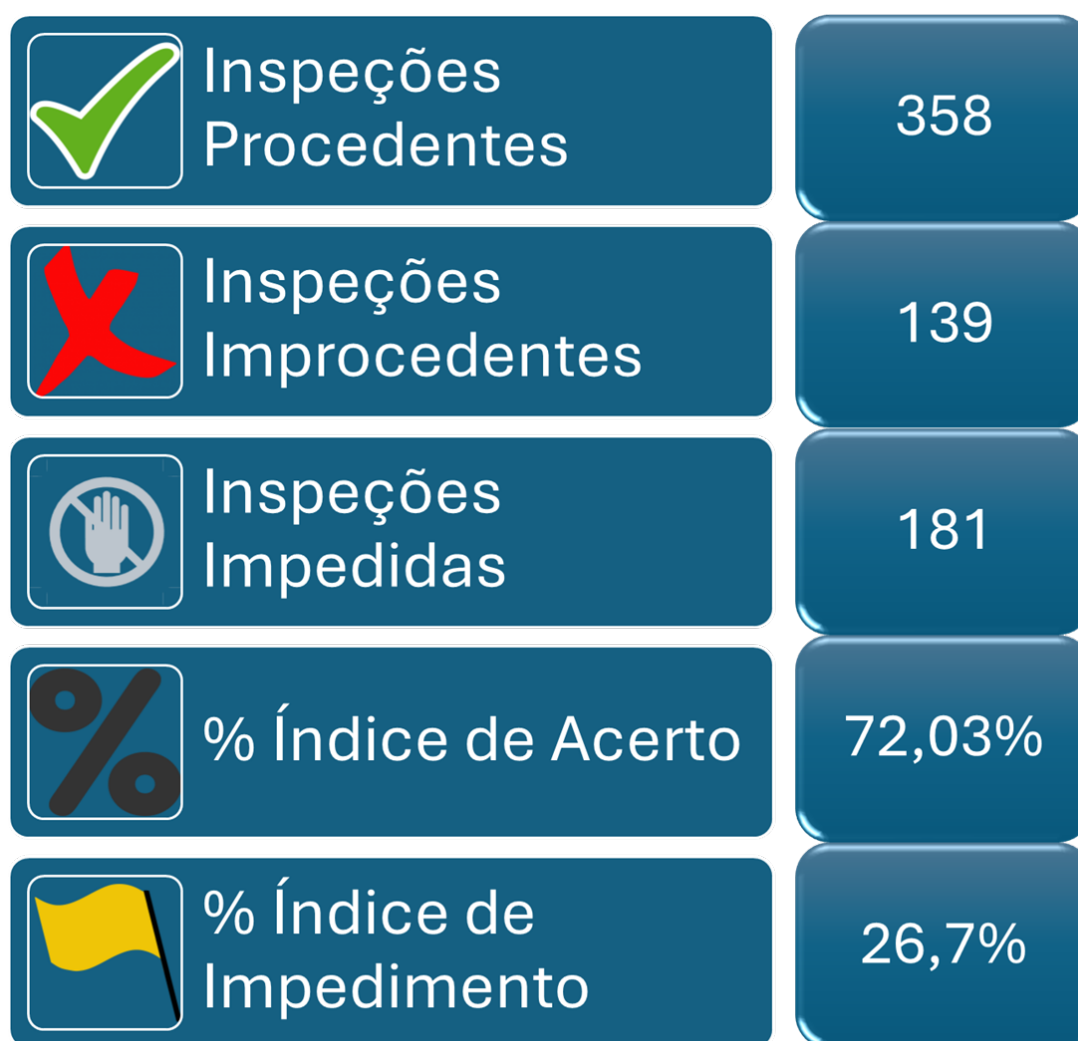 Inspeções
Procedentes
358
Inspeções
Improcedentes
139
Inspeções
Impedidas
181
% Índice de Acerto
72,03%
% Índice de
Impedimento
26,7%